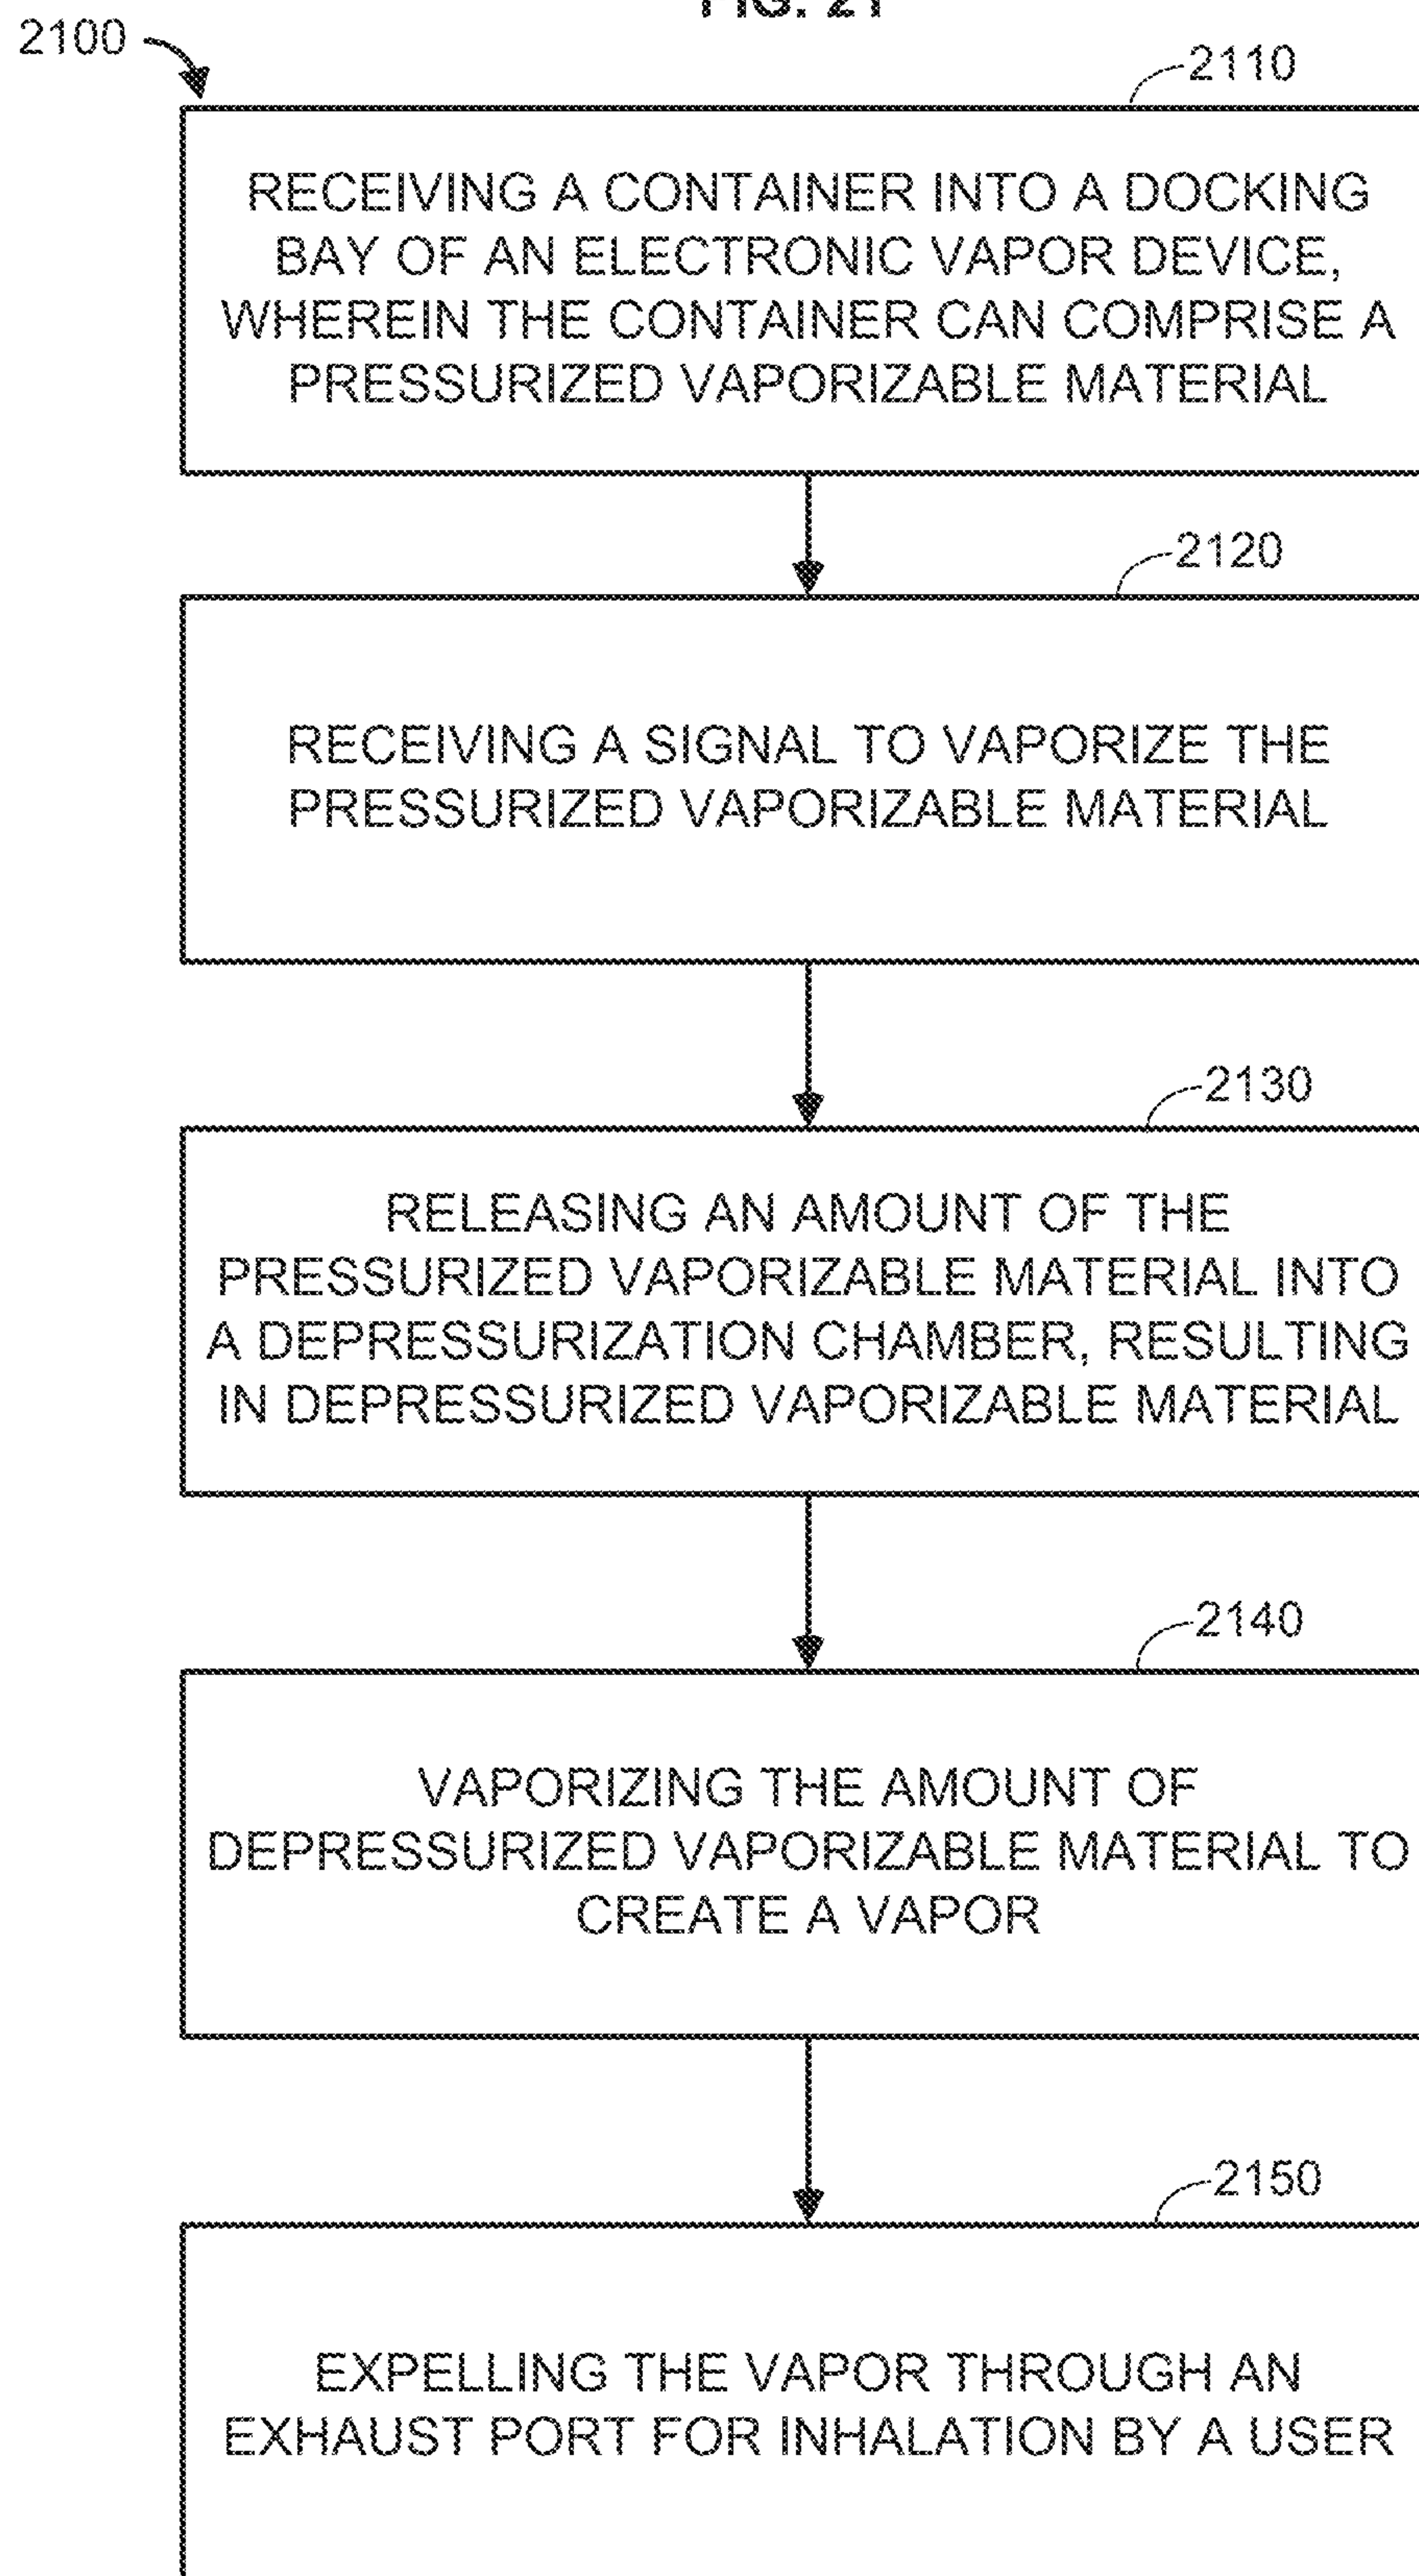 FIG. 21
2100
2110
RECEIVING A CONTAINER INTO A DOCKING
BAY OF AN ELECTRONIC VAPOR DEVICE,
WHEREIN THE CONTAINER CAN COMPRISE A
PRESSURIZED VAPORIZABLE MATERIAL
2120
RECEIVING A SIGNAL TO VAPORIZE THE
PRESSURIZED VAPORIZABLE MATERIAL
2130
RELEASING AN AMOUNT OF THE
PRESSURIZED VAPORIZABLE MATERIAL INTO
A DEPRESSURIZATION CHAMBER, RESULTING
IN DEPRESSURIZED VAPORIZABLE MATERIAL
2140
VAPORIZING THE AMOUNT OF
DEPRESSURIZED VAPORIZABLE MATERIAL TO
CREATE A VAPOR
2150
EXPELLING THE VAPOR THROUGH AN
EXHAUST PORT FOR INHALATION BY A USER